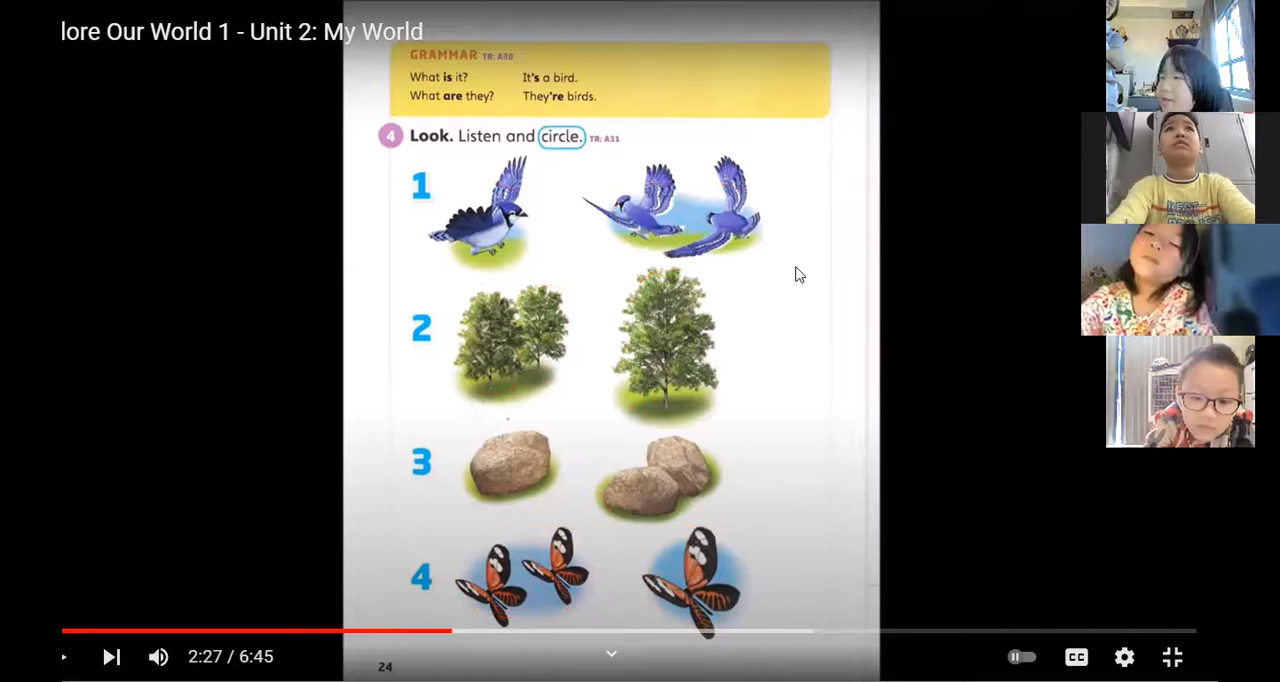 lore Our World 1 - Unit 2: My World
GRAMMAR TR: A30
What is it? It's a bird.
What are they? They're birds.
4 Look. Listen and circle. TR: A31
1
2
3
4
24
BEST
2:27 / 6:45
CC